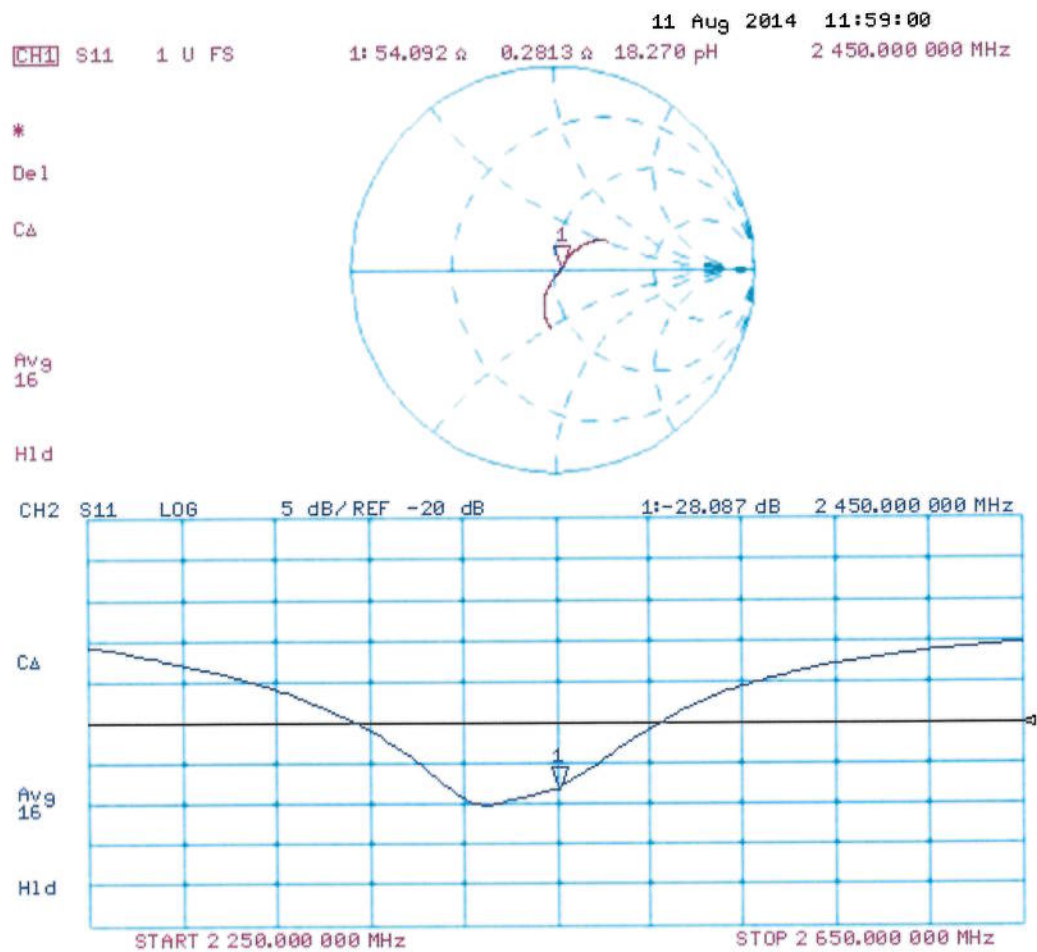 11 Aug 2014 11:59:00
CH1 S11 1 U FS 1: 54.092 Ω 0.2813 Ω 18.270 pH 2 450.000 000 MHz
*
Del
CΔ
1
Avg
16
Hld
CH2 S11 LOG 5 dB/REF -20 dB 1:-28.087 dB 2 450.000 000 MHz
CΔ
1
Avg
16
Hld
START 2 250.000 000 MHz STOP 2 650.000 000 MHz